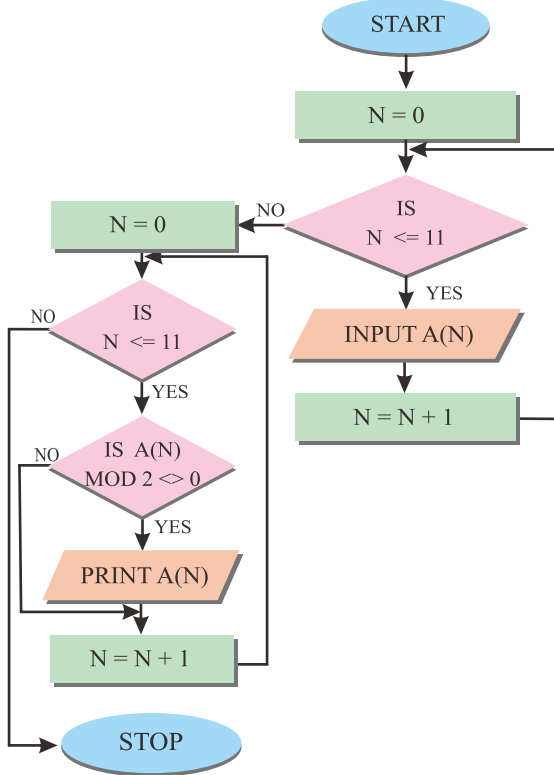 START
N = 0
IS
N <= 11
NO
YES
INPUT A(N)
N = N + 1
N = 0
IS
N <= 11
NO
YES
IS A(N)
MOD 2 <> 0
NO
YES
PRINT A(N)
N = N + 1
STOP